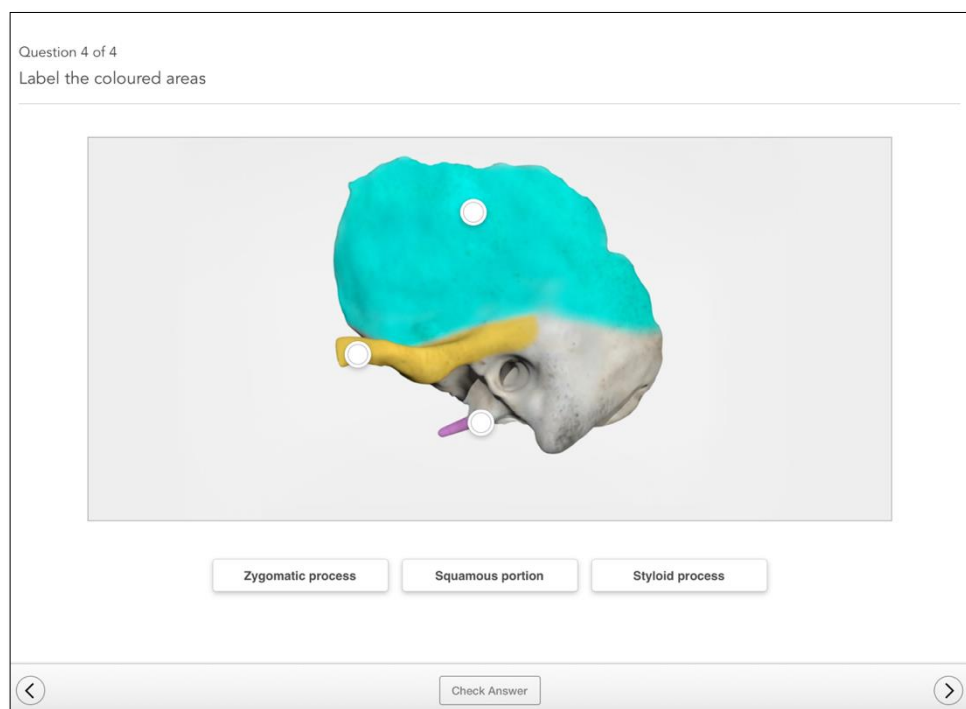 Question 4 of 4
Label the coloured areas
Zygomatic process
Squamous portion
Styloid process
Check Answer